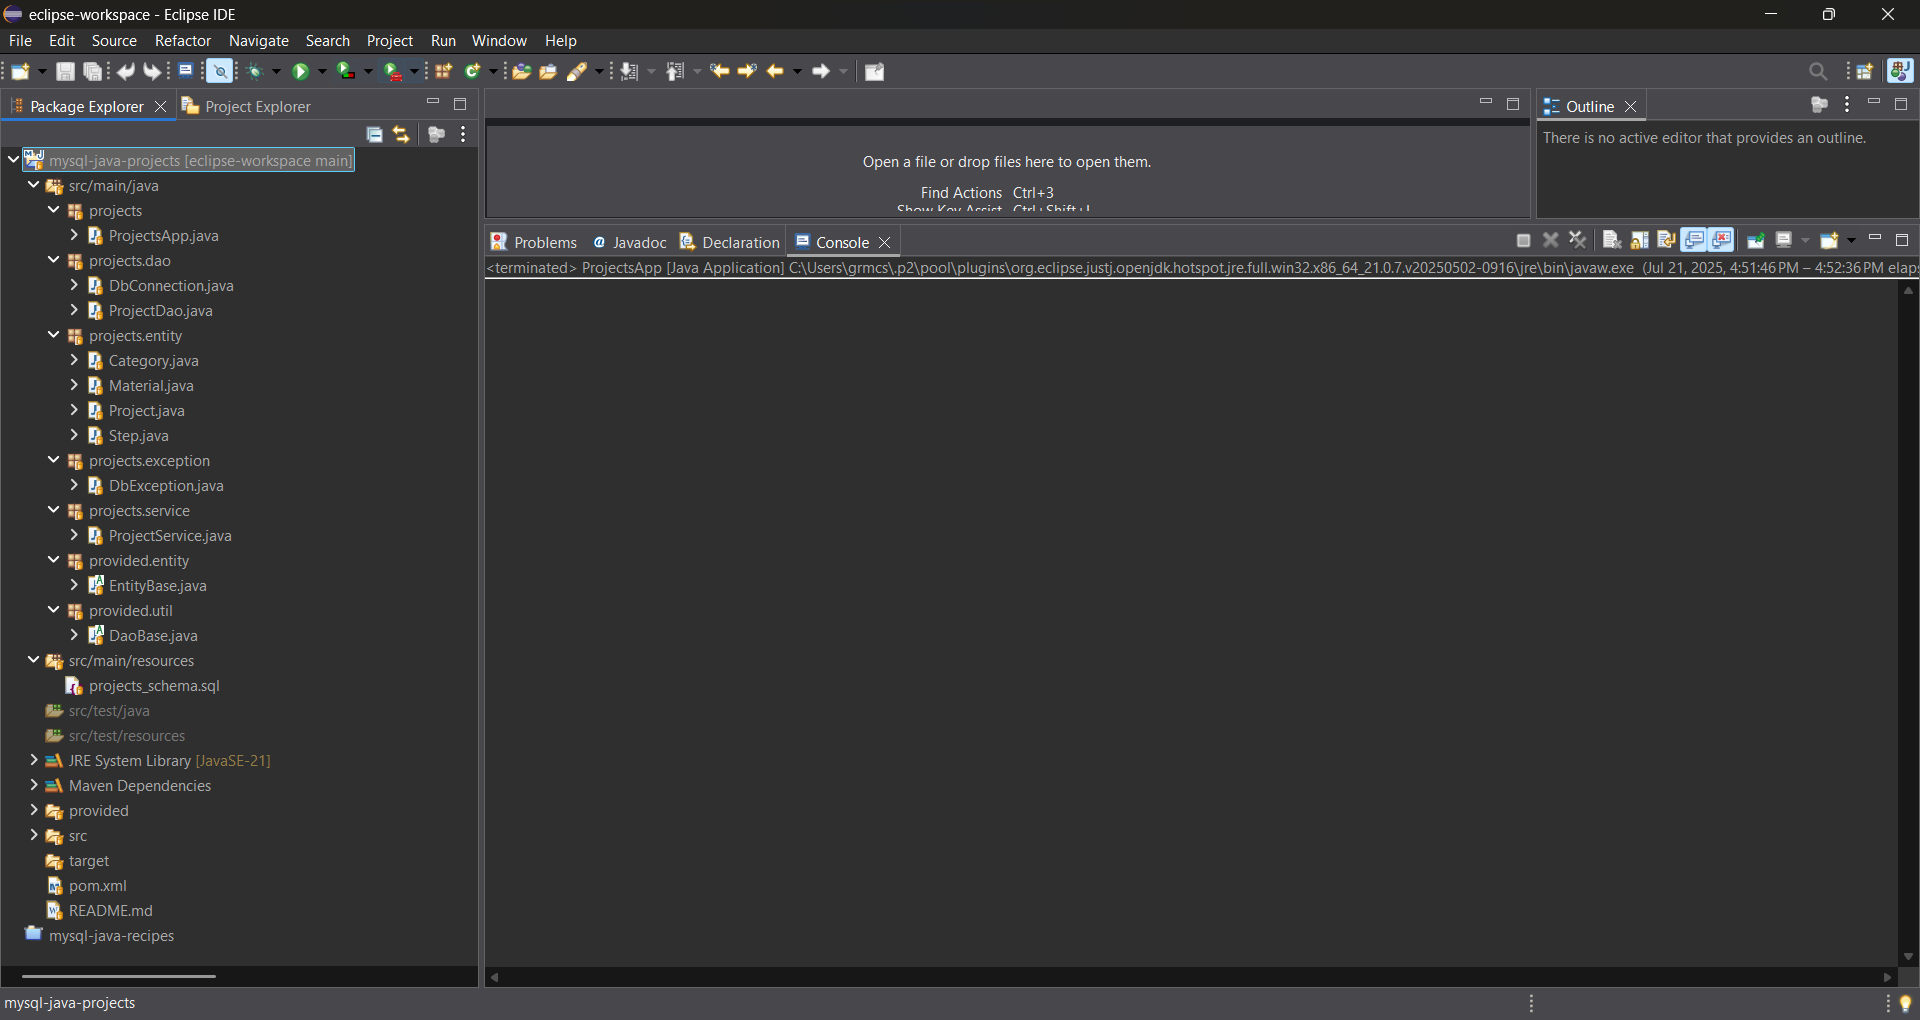 eclipse-workspace - Eclipse IDE
File Edit Source Refactor Navigate Search Project Run Window Help
Package Explorer
Project Explorer
mysql-java-projects [eclipse-workspace main]
src/main/java
projects
ProjectsApp.java
projects.dao
DbConnection.java
ProjectDao.java
projects.entity
Category.java
Material.java
Project.java
Step.java
projects.exception
DbException.java
projects.service
ProjectService.java
provided.entity
EntityBase.java
provided.util
DaoBase.java
src/main/resources
projects_schema.sql
src/test/java
src/test/resources
JRE System Library [JavaSE-21]
Maven Dependencies
provided
src
target
pom.xml
README.md
mysql-java-recipes
Open a file or drop files here to open them.
Find Actions Ctrl+3
Show Key Assist Ctrl+Shift+L
Outline
There is no active editor that provides an outline.
Problems Javadoc Declaration Console
<terminated> ProjectsApp [Java Application] C:\Users\grmcs\.p2\pool\plugins\org.eclipse.justj.openjdk.hotspot.jre.full.win32.x86_64_21.0.7.v20250502-0916\jre\bin\javaw.exe (Jul 21, 2025, 4:51:46 PM – 4:52:36 PM elap
mysql-java-projects